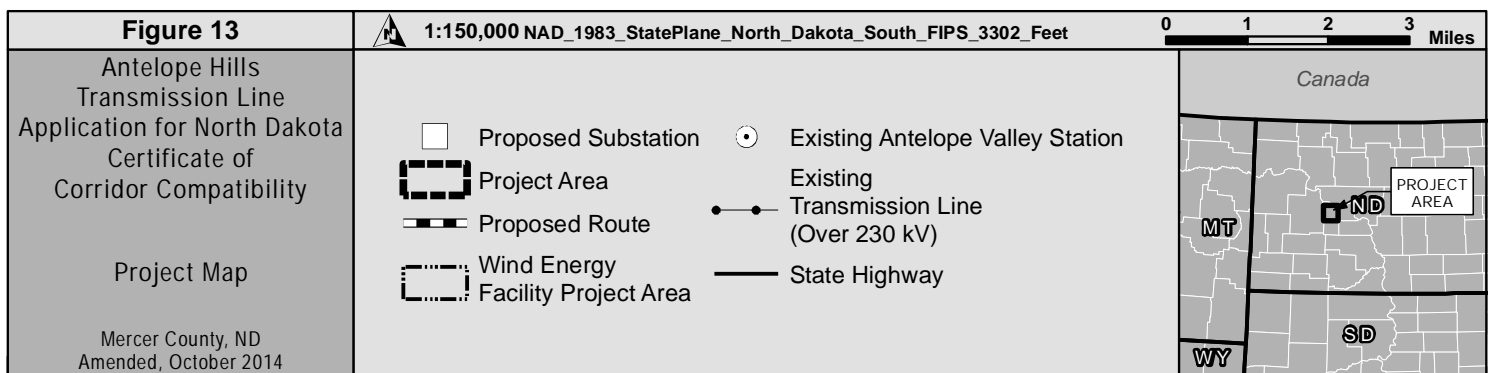 Figure 13
N
1:150,000 NAD_1983_StatePlane_North_Dakota_South_FIPS_3302_Feet
0 1 2 3
Miles
Antelope Hills
Transmission Line
Application for North Dakota
Certificate of
Corridor Compatibility
Project Map
Mercer County, ND
Amended, October 2014
Proposed Substation
Project Area
Proposed Route
Wind Energy
Facility Project Area
Existing Antelope Valley Station
Existing
Transmission Line
(Over 230 kV)
State Highway
Canada
PROJECT
AREA
ND
MT
SD
WY